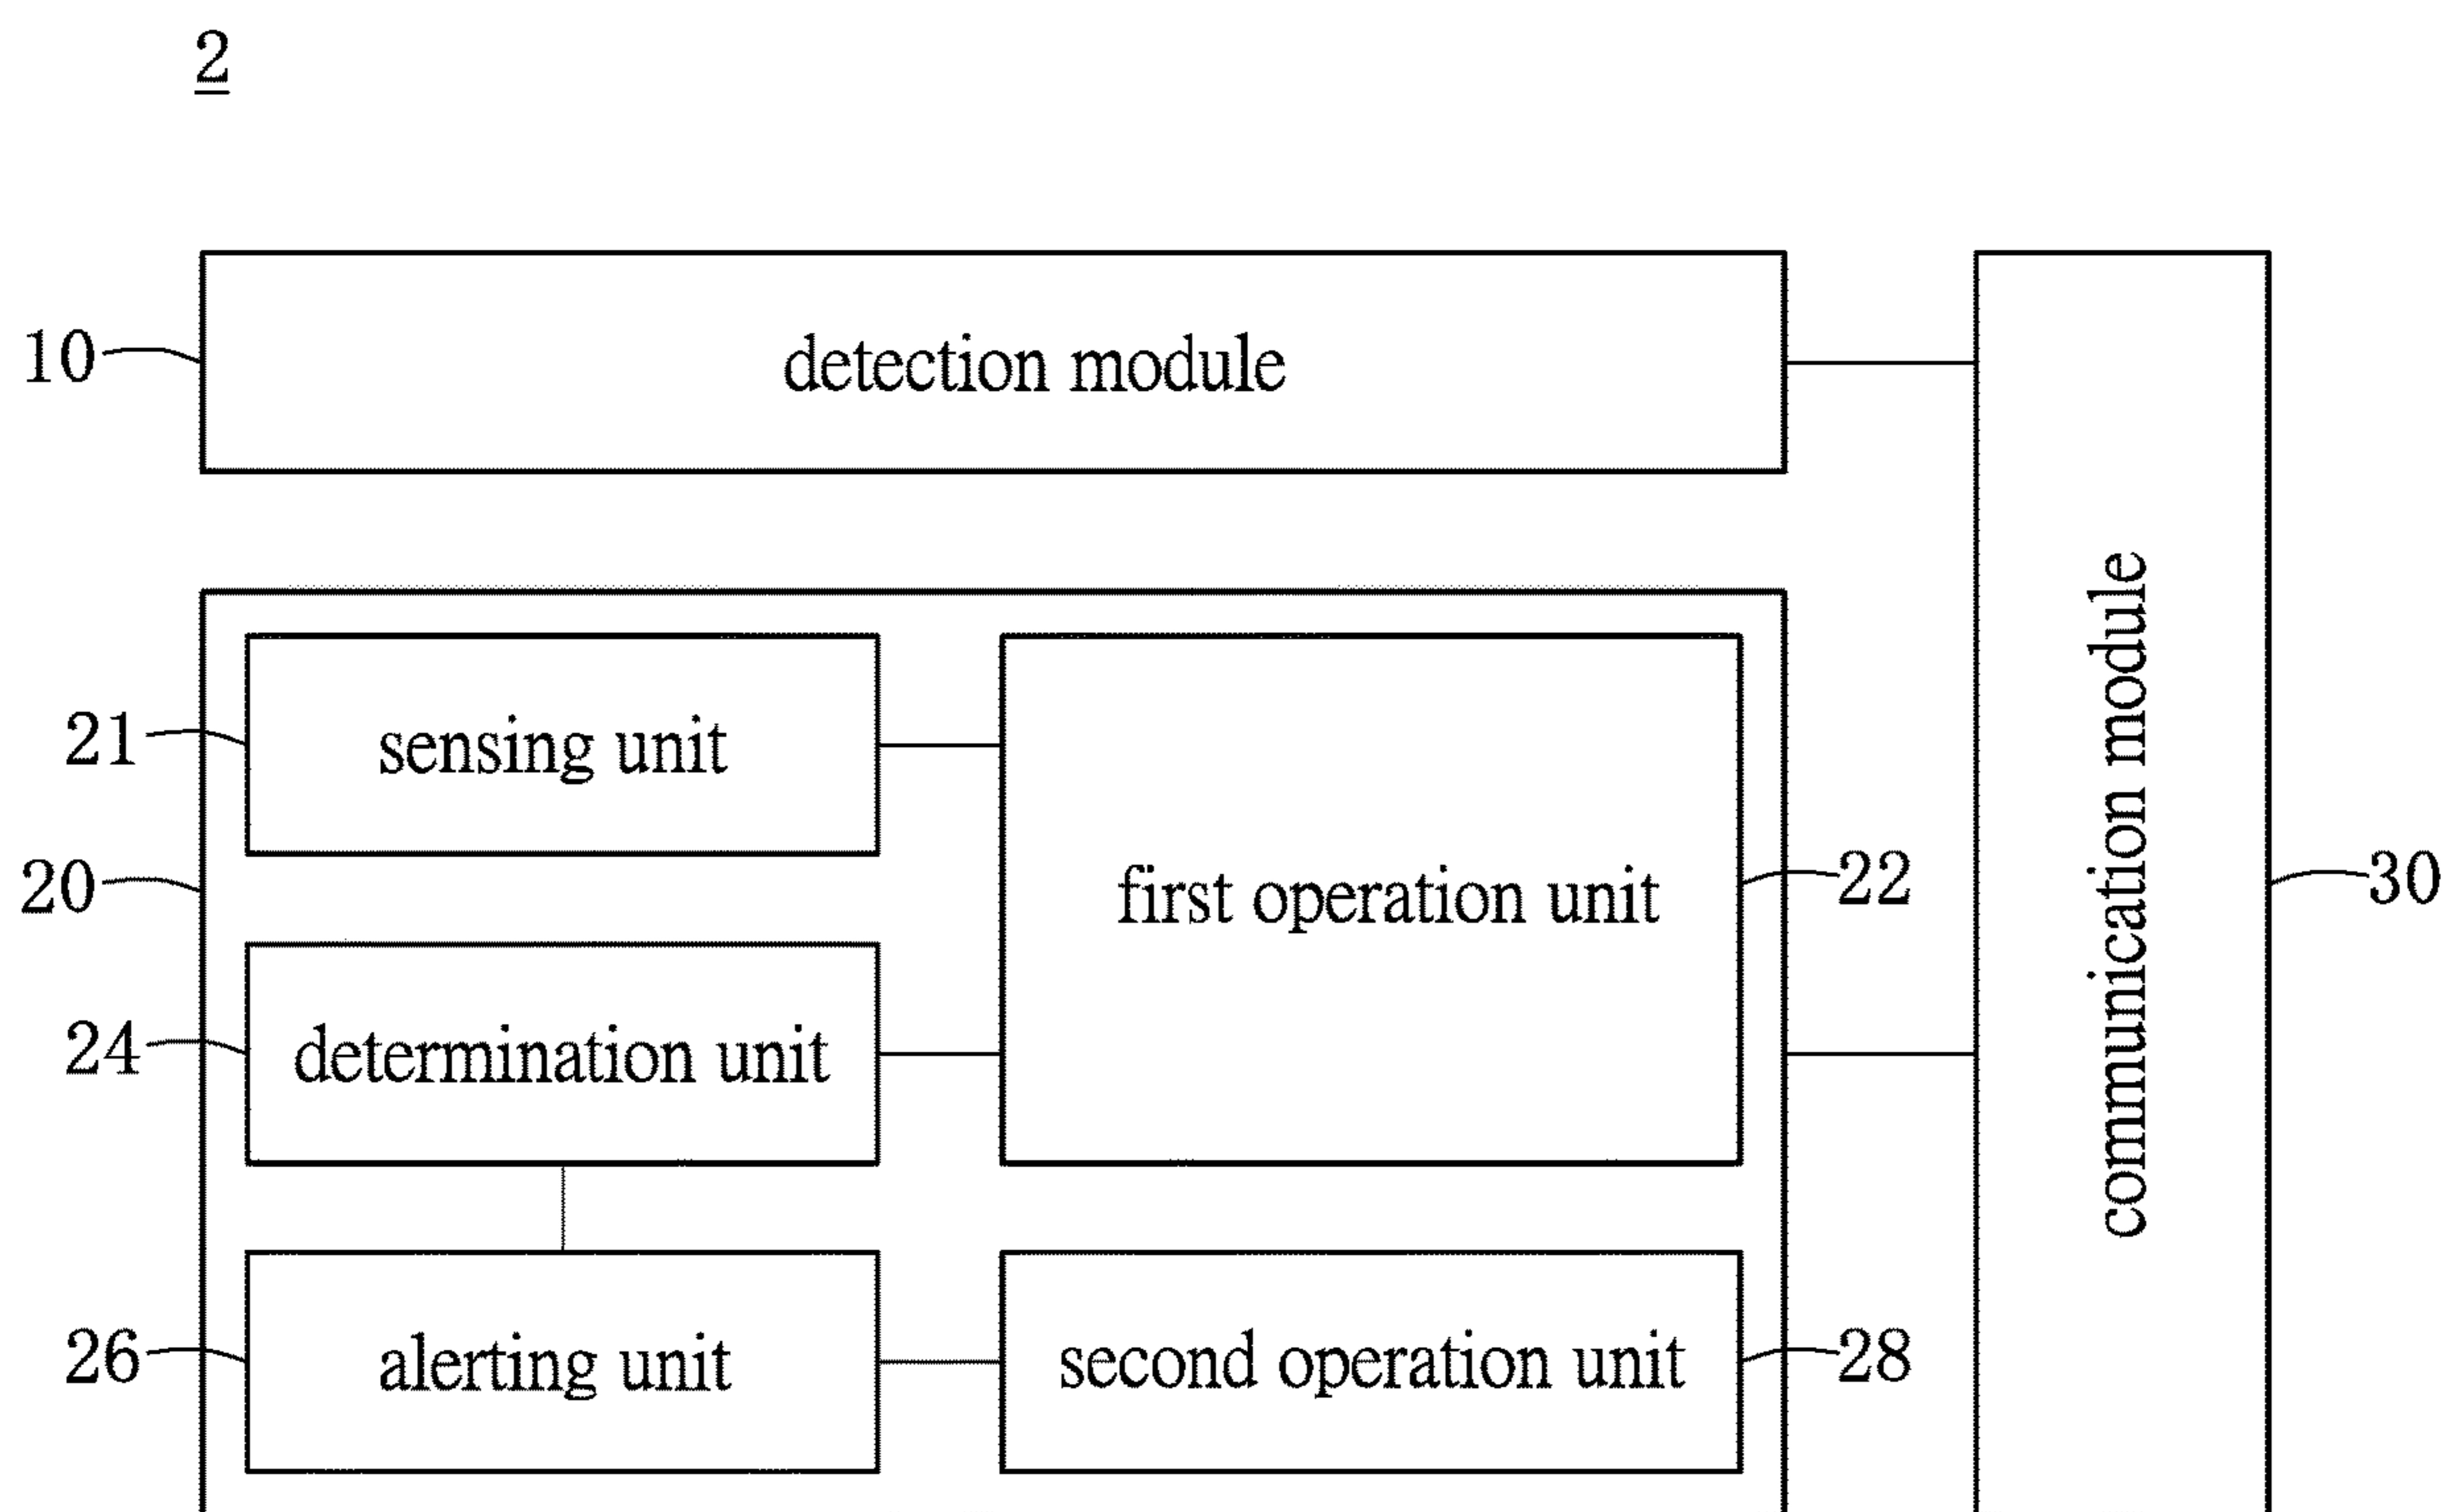 2
10
detection module
21
sensing unit
20
first operation unit
22
communication module
30
24
determination unit
26
alerting unit
second operation unit
28